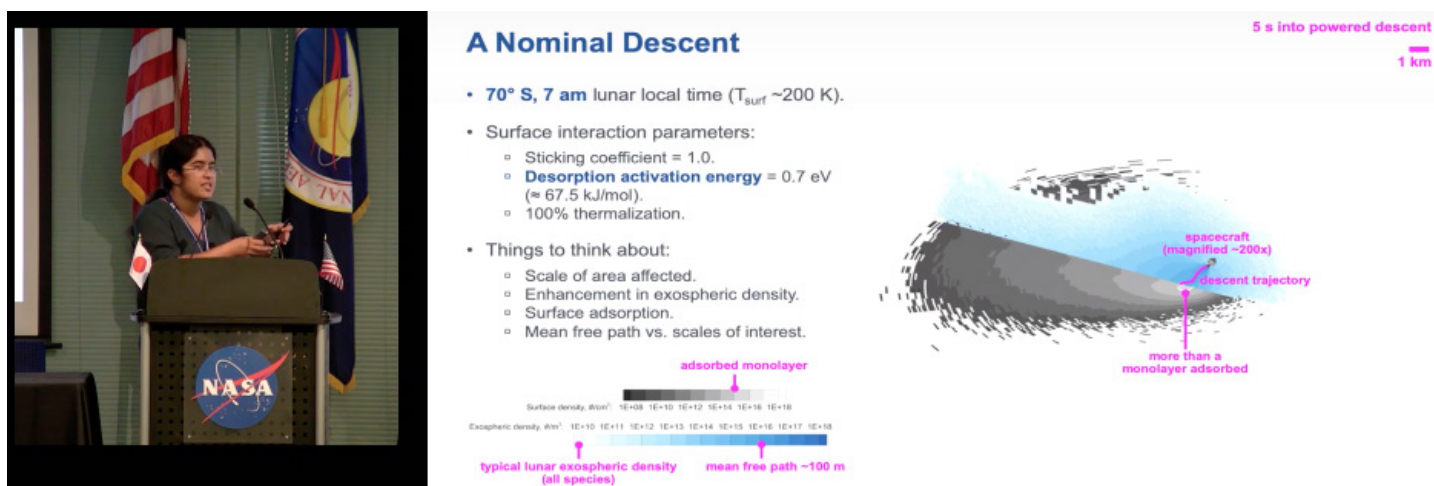 NASA
A Nominal Descent
5 s into powered descent
1 km
• 70° S, 7 am lunar local time (Tsurf ~200 K).
• Surface interaction parameters:
▫ Sticking coefficient = 1.0.
▫ Desorption activation energy = 0.7 eV
(≈ 67.5 kJ/mol).
▫ 100% thermalization.
• Things to think about:
▫ Scale of area affected.
▫ Enhancement in exospheric density.
▫ Surface adsorption.
▫ Mean free path vs. scales of interest.
spacecraft
(magnified ~200x)
descent trajectory
more than a
monolayer adsorbed
adsorbed monolayer
Surface density, #/cm²: 1E+08 1E+10 1E+12 1E+14 1E+16 1E+18
Exospheric density, #/m³: 1E+10 1E+11 1E+12 1E+13 1E+14 1E+15 1E+16 1E+17 1E+18
typical lunar exospheric density
(all species)
mean free path ~100 m